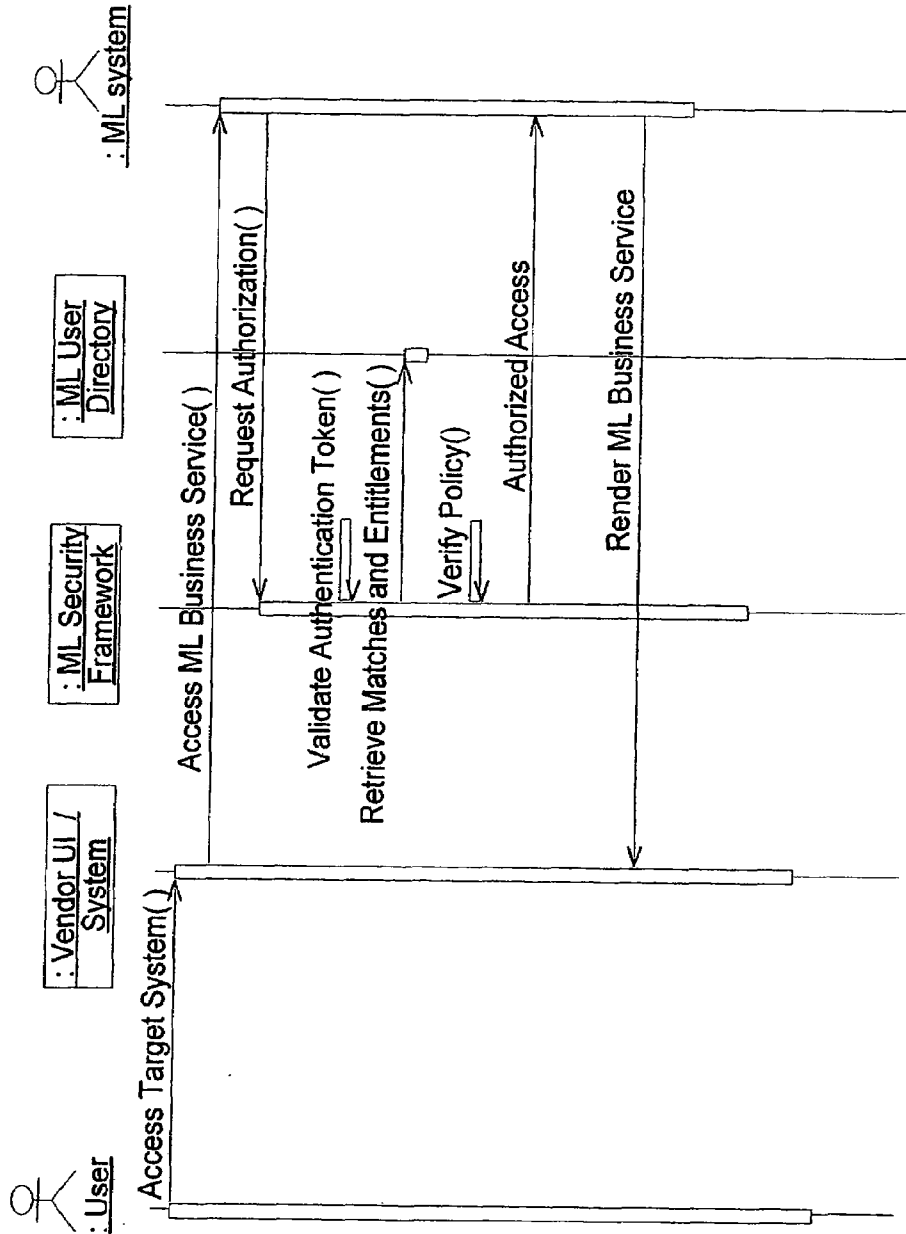 : User
: Vendor UI /
System
: ML Security
Framework
: ML User
Directory
: ML system
Access Target System( )
Access ML Business Service( )
Request Authorization( )
Validate Authentication Token( )
Retrieve Matches and Entitlements( )
Verify Policy()
Authorized Access
Render ML Business Service